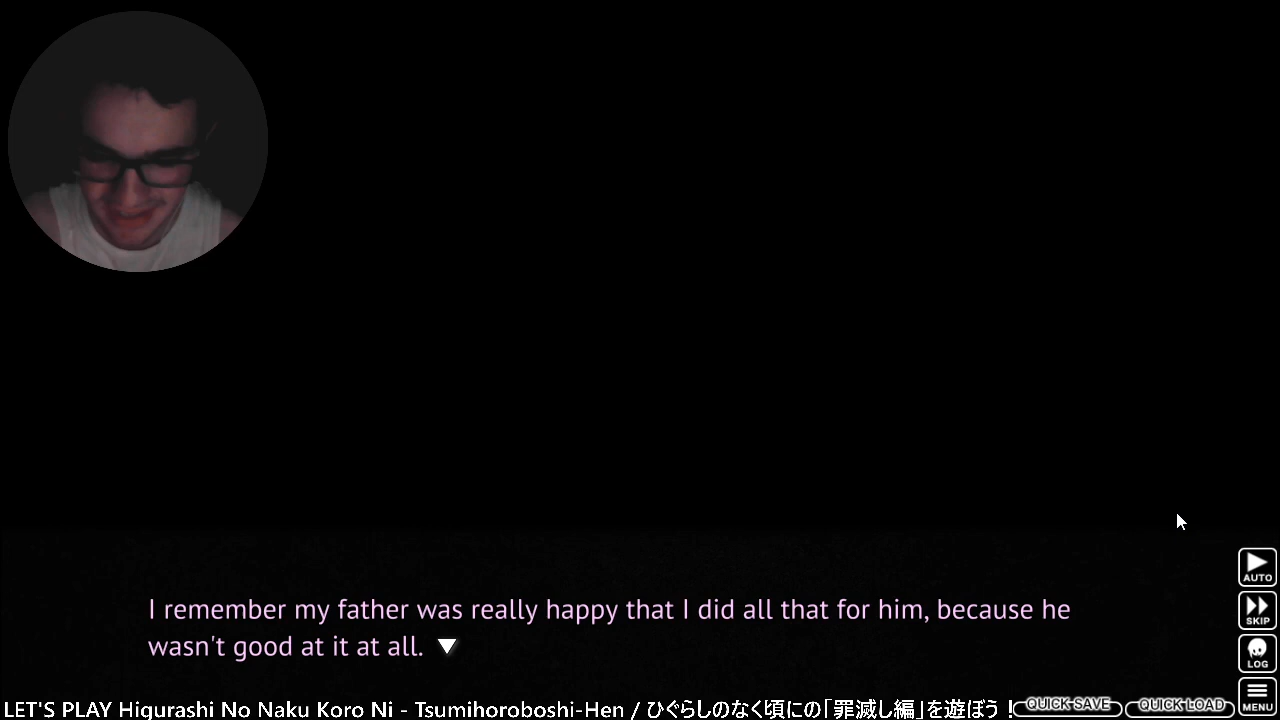 I remember my father was really happy that I did all that for him, because he
wasn't good at it at all.
AUTO
SKIP
LOG
MENU
QUICK SAVE
QUICK LOAD
LET'S PLAY Higurashi No Naku Koro Ni - Tsumihoroboshi-Hen / ひぐらしのなく頃にの「罪滅し編」を遊ぼう！